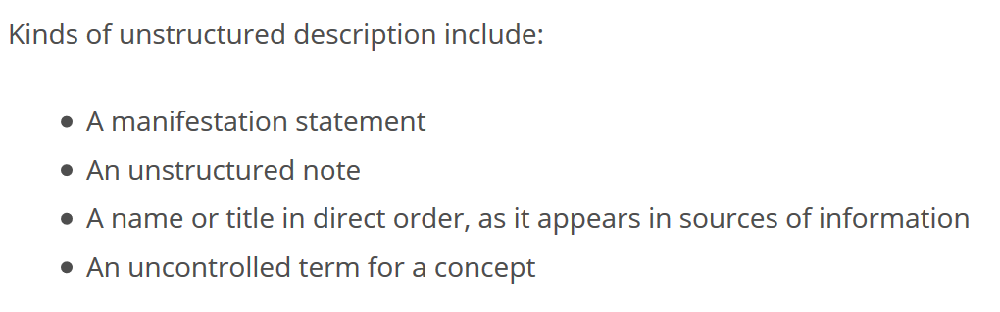 Kinds of unstructured description include:
• A manifestation statement
• An unstructured note
• A name or title in direct order, as it appears in sources of information
• An uncontrolled term for a concept